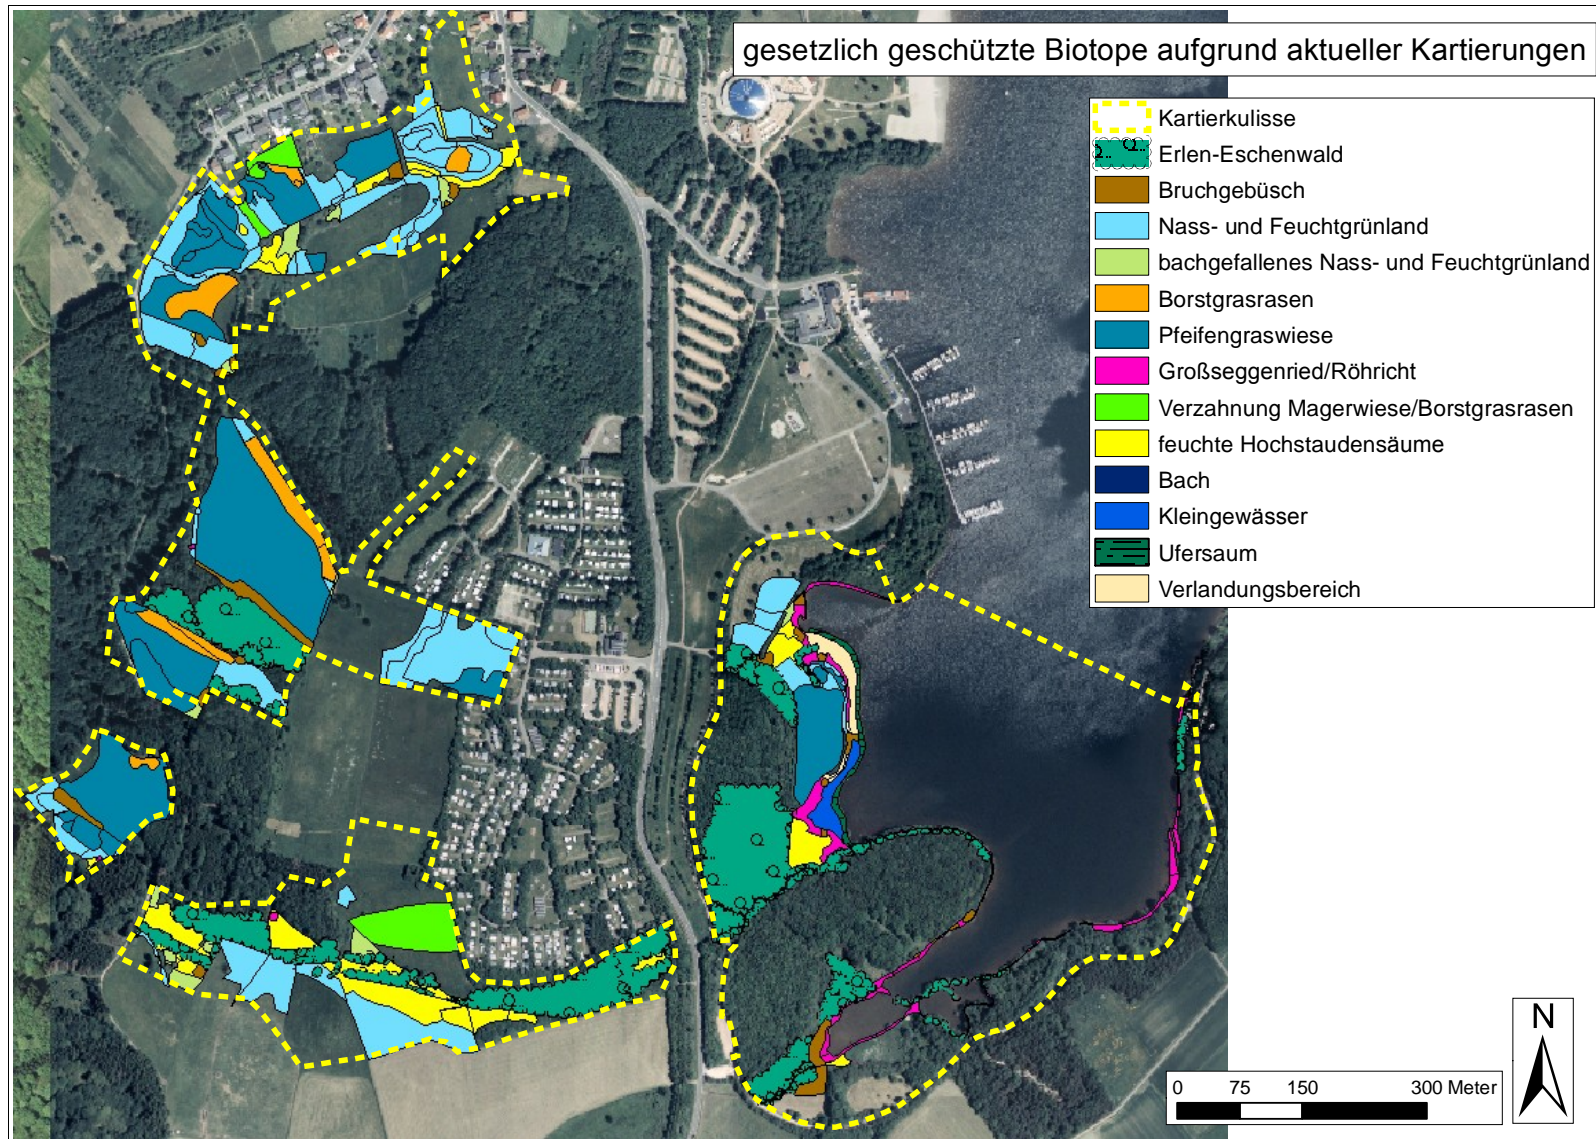 gesetzlich geschützte Biotope aufgrund aktueller Kartierungen
Kartierkulisse
Erlen-Eschenwald
Bruchgebüsch
Nass- und Feuchtgrünland
bachgefallenes Nass- und Feuchtgrünland
Borstgrasrasen
Pfeifengraswiese
Großseggenried/Röhricht
Verzahnung Magerwiese/Borstgrasrasen
feuchte Hochstaudensäume
Bach
Kleingewässer
Ufersaum
Verlandungsbereich
N
0 75 150 300 Meter